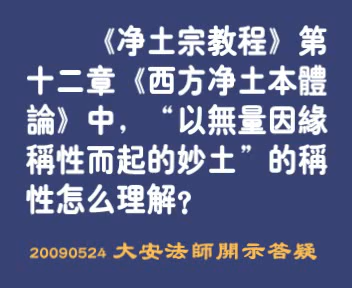 《净土宗教程》第
十二章《西方净土本體
論》中，“以無量因緣
稱性而起的妙土”的稱
性怎么理解？
20090524 大安法師開示答疑